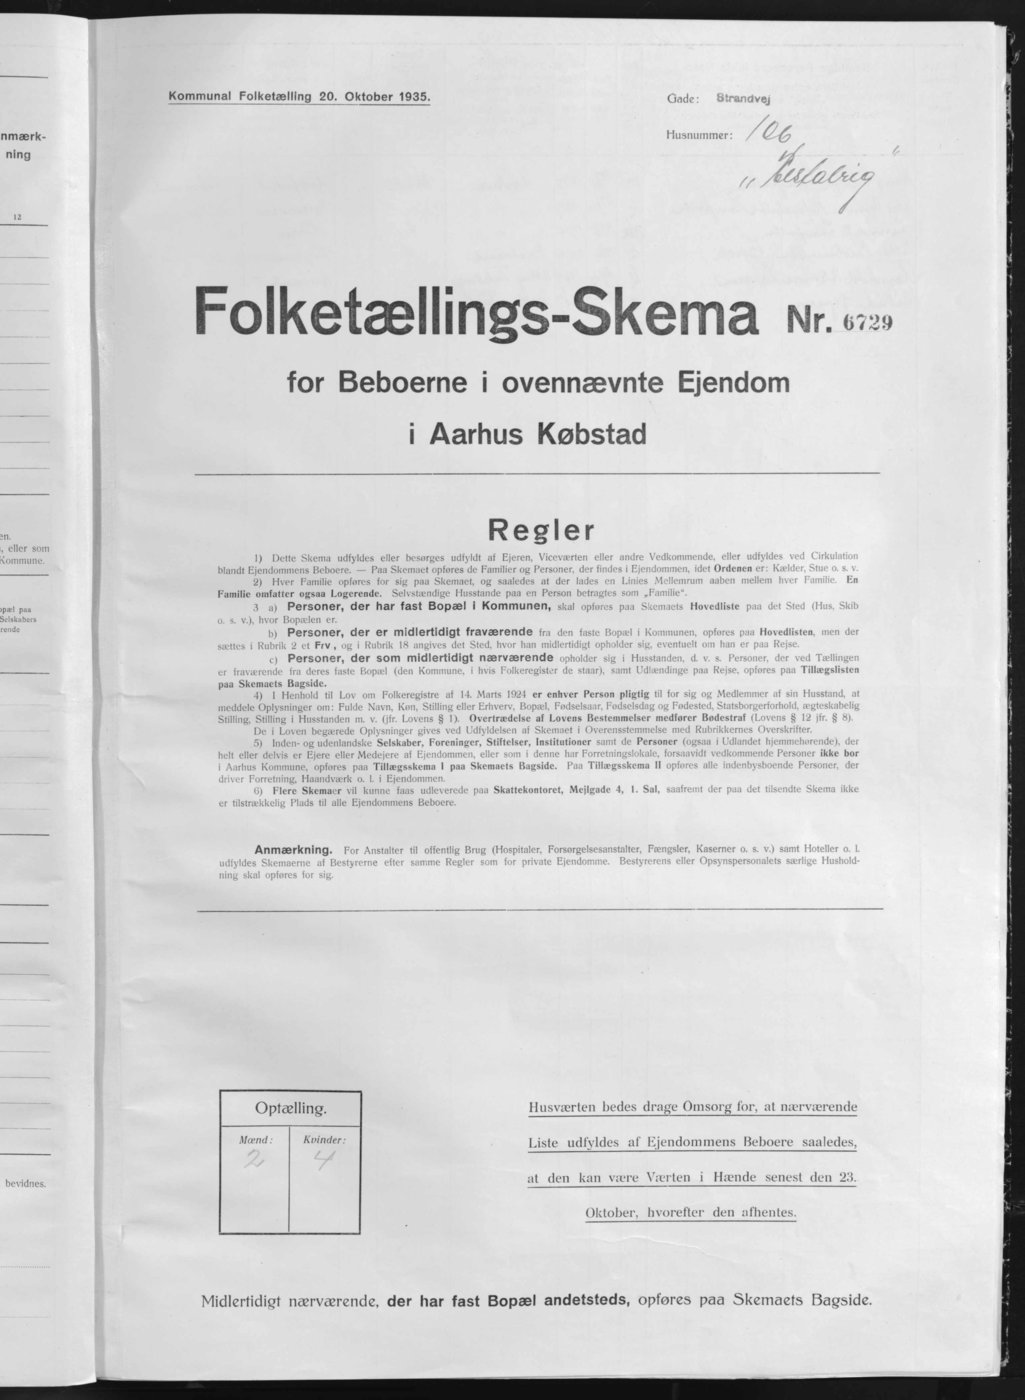 nmærk-
ning
12
en.
, eller som
Kommune.
opæl paa
Selskabers
rende
bevidnes.
Kommunal Folketælling 20. Oktober 1935.
Gade: Strandvej
Husnummer: 106
Folketællings-Skema Nr. 6729
for Beboerne i ovennævnte Ejendom
i Aarhus Købstad
Regler
1) Dette Skema udfyldes eller besørges udfyldt af Ejeren, Viceværten eller andre Vedkommende, eller udfyldes ved Cirkulation
blandt Ejendommens Beboere. — Paa Skemaet opføres de Familier og Personer, der findes i Ejendommen, idet Ordenen er: Kælder, Stue o. s. v.
2) Hver Familie opføres for sig paa Skemaet, og saaledes at der lades en Linies Mellemrum aaben mellem hver Familie. En
Familie omfatter ogsaa Logerende. Selvstændige Husstande paa en Person betragtes som „Familie".
3 a) Personer, der har fast Bopæl i Kommunen, skal opføres paa Skemaets Hovedliste paa det Sted (Hus, Skib
o. s. v.), hvor Bopælen er.
b) Personer, der er midlertidigt fraværende fra den faste Bopæl i Kommunen, opføres paa Hovedlisten, men der
sættes i Rubrik 2 et Frv., og i Rubrik 18 angives det Sted, hvor han midlertidigt opholder sig, eventuelt om han er paa Rejse.
c) Personer, der som midlertidigt nærværende opholder sig i Husstanden, d. v. s. Personer, der ved Tællingen
er fraværende fra deres faste Bopæl (den Kommune, i hvis Folkeregister de staar), samt Udlændinge paa Rejse, opføres paa Tillægslisten
paa Skemaets Bagside.
4) I Henhold til Lov om Folkeregistre af 14. Marts 1924 er enhver Person pligtig til for sig og Medlemmer af sin Husstand, at
meddele Oplysninger om: Fulde Navn, Køn, Stilling eller Erhverv, Bopæl, Fødselsaar, Fødselsdag og Fødested, Statsborgerforhold, ægteskabelig
Stilling, Stilling i Husstanden m. v. (jfr. Lovens § 1). Overtrædelse af Lovens Bestemmelser medfører Bødestraf (Lovens § 12 jfr. § 8).
De i Loven begærede Oplysninger gives ved Udfyldelsen af Skemaet i Overensstemmelse med Rubrikkernes Overskrifter.
5) Inden- og udenlandske Selskaber, Foreninger, Stiftelser, Institutioner samt de Personer (ogsaa i Udlandet hjemmehørende), der
helt eller delvis er Ejere eller Medejere af Ejendommen, eller som i denne har Forretningslokale, forsaavidt vedkommende Personer ikke bor
i Aarhus Kommune, opføres paa Tillægsskema I paa Skemaets Bagside. Paa Tillægsskema II opføres alle indenbysboende Personer, der
driver Forretning, Haandværk o. l. i Ejendommen.
6) Flere Skemaer vil kunne faas udleverede paa Skattekontoret, Mejlgade 4, 1. Sal, saafremt der paa det tilsendte Skema ikke
er tilstrækkelig Plads til alle Ejendommens Beboere.
Anmærkning. For Anstalter til offentlig Brug (Hospitaler, Forsørgelsesanstalter, Fængsler, Kaserner o. s. v.) samt Hoteller o. l.
udfyldes Skemaerne af Bestyrerne efter samme Regler som for private Ejendomme. Bestyrerens eller Opsynspersonalets særlige Hushold-
ning skal opføres for sig.
Optælling.
Mænd: Kvinder:
2 4
Husværten bedes drage Omsorg for, at nærværende
Liste udfyldes af Ejendommens Beboere saaledes,
at den kan være Værten i Hænde senest den 23.
Oktober, hvorefter den afhentes.
Midlertidigt nærværende, der har fast Bopæl andetsteds, opføres paa Skemaets Bagside.